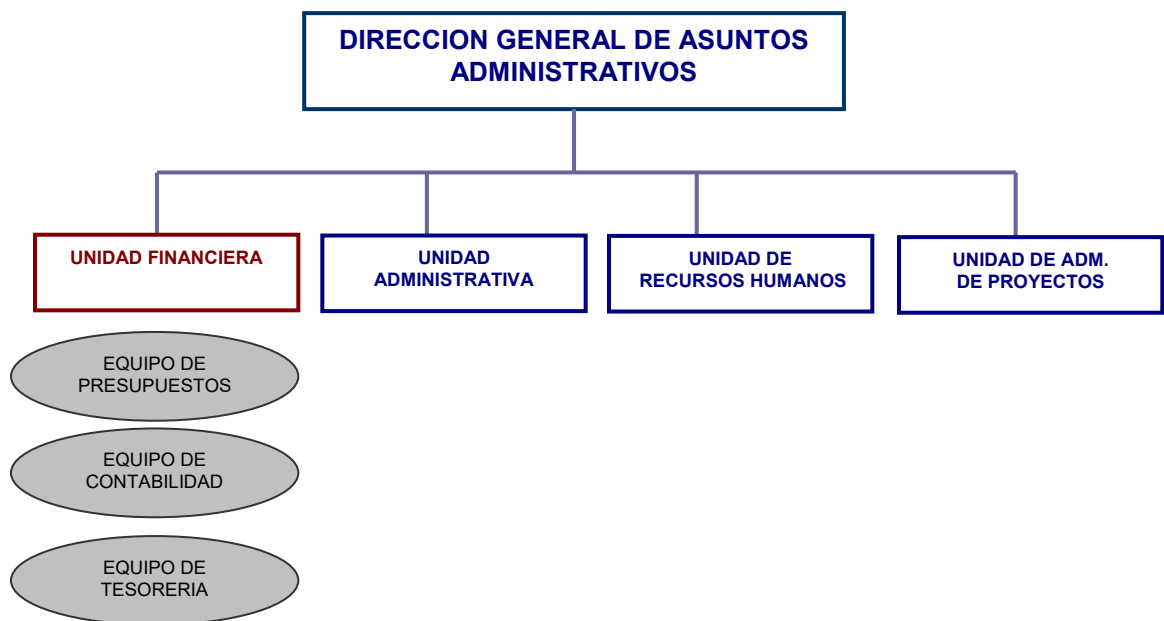 DIRECCION GENERAL DE ASUNTOS
ADMINISTRATIVOS
UNIDAD FINANCIERA
UNIDAD
ADMINISTRATIVA
UNIDAD DE
RECURSOS HUMANOS
UNIDAD DE ADM.
DE PROYECTOS
EQUIPO DE
PRESUPUESTOS
EQUIPO DE
CONTABILIDAD
EQUIPO DE
TESORERIA